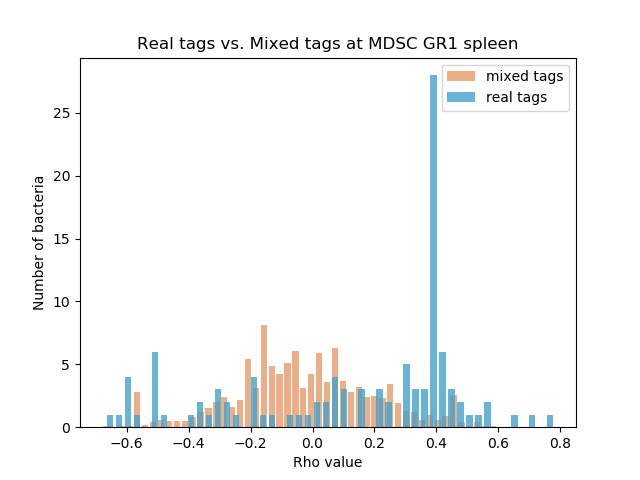 Real tags vs. Mixed tags at MDSC GR1 spleen
mixed tags
real tags
Number of bacteria
25
20
15
10
5
0
−0.6 −0.4 −0.2 0.0 0.2 0.4 0.6 0.8
Rho value